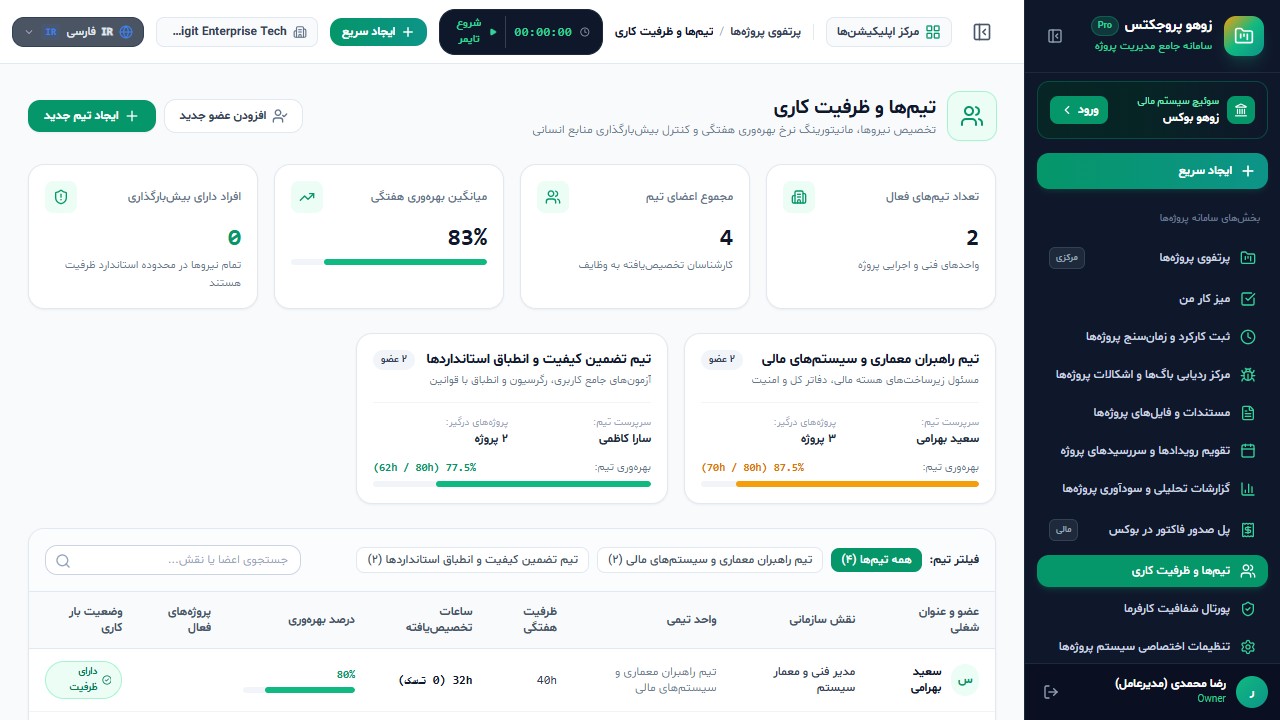 زوهو پروجکتس Pro
سامانه جامع مدیریت پروژه
سوئیچ سیستم مالی
زوهو بوکس
ورود
ایجاد سریع
بخش‌های سامانه پروژه‌ها
پرتفوی پروژه‌ها مرکزی
میز کار من
ثبت کارکرد و زمان‌سنج پروژه‌ها
مرکز ردیابی باگ‌ها و اشکالات پروژه‌ها
مستندات و فایل‌های پروژه‌ها
تقویم رویدادها و سررسیدهای پروژه
گزارشات تحلیلی و سودآوری پروژه‌ها
پل صدور فاکتور در بوکس مالی
تیم‌ها و ظرفیت کاری
پورتال شفافیت کارفرما
تنظیمات اختصاصی سیستم پروژه‌ها
ر
رضا محمدی (مدیرعامل)
Owner
مرکز اپلیکیشن‌ها
پرتفوی پروژه‌ها / تیم‌ها و ظرفیت کاری
00:00:00
شروع تایمر
ایجاد سریع
...igit Enterprise Tech
IR فارسی IR
تیم‌ها و ظرفیت کاری
تخصیص نیروها، مانیتورینگ نرخ بهره‌وری هفتگی و کنترل بیش‌بارگذاری منابع انسانی
افزودن عضو جدید
ایجاد تیم جدید
تعداد تیم‌های فعال
2
واحدهای فنی و اجرایی پروژه
مجموع اعضای تیم
4
کارشناسان تخصیص‌یافته به وظایف
میانگین بهره‌وری هفتگی
83%
افراد دارای بیش‌بارگذاری
0
تمام نیروها در محدوده استاندارد ظرفیت
هستند
تیم راهبران معماری و سیستم‌های مالی ۲ عضو
مسئول زیرساخت‌های هسته مالی، دفاتر کل و امنیت
سرپرست تیم: پروژه‌های درگیر:
سعید بهرامی ۳ پروژه
بهره‌وری تیم: 87.5% (70h / 80h)
تیم تضمین کیفیت و انطباق استانداردها ۲ عضو
آزمون‌های جامع کاربری، رگرسیون و انطباق با قوانین
سرپرست تیم: پروژه‌های درگیر:
سارا کاظمی ۲ پروژه
بهره‌وری تیم: 77.5% (62h / 80h)
فیلتر تیم: همه تیم‌ها (۴) تیم راهبران معماری و سیستم‌های مالی (۲) تیم تضمین کیفیت و انطباق استانداردها (۲)
جستجوی اعضا یا نقش...
عضو و عنوان شغلی
نقش سازمانی
واحد تیمی
ظرفیت هفتگی
ساعات تخصیص‌یافته
درصد بهره‌وری
پروژه‌های فعال
وضعیت بار کاری
س
سعید بهرامی
مدیر فنی و معمار سیستم
تیم راهبران معماری و سیستم‌های مالی
40h
32h (0 تسک)
80%
دارای ظرفیت